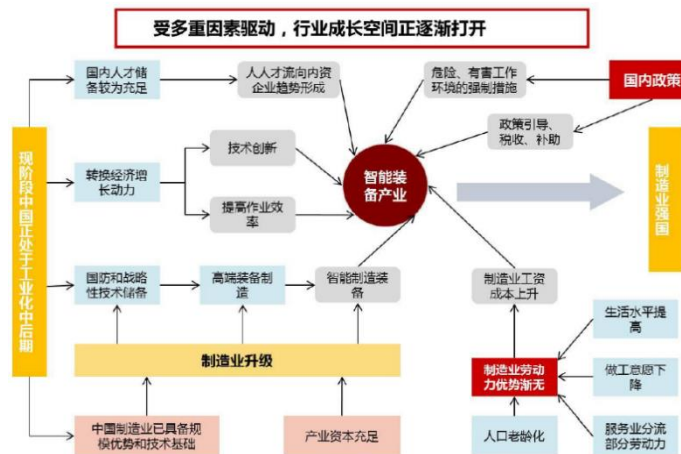 受多重因素驱动，行业成长空间正逐渐打开
国内人才储
备较为充足
人人才流向内资
企业趋势形成
危险、有害工作
环境的强制措施
国内政策
政策引导、
税收、补助
现阶段中国正处于工业化中后期
转换经济增
长动力
技术创新
提高作业效
率
智能装
备产业
制造业强国
国防和战略
性技术储备
高端装备制
造
智能制造装
备
制造业工资
成本上升
生活水平提
高
制造业升级
制造业劳动
力优势渐无
做工意愿下
降
中国制造业已具备规
模优势和技术基础
产业资本充足
人口老龄化
服务业分流
部分劳动力